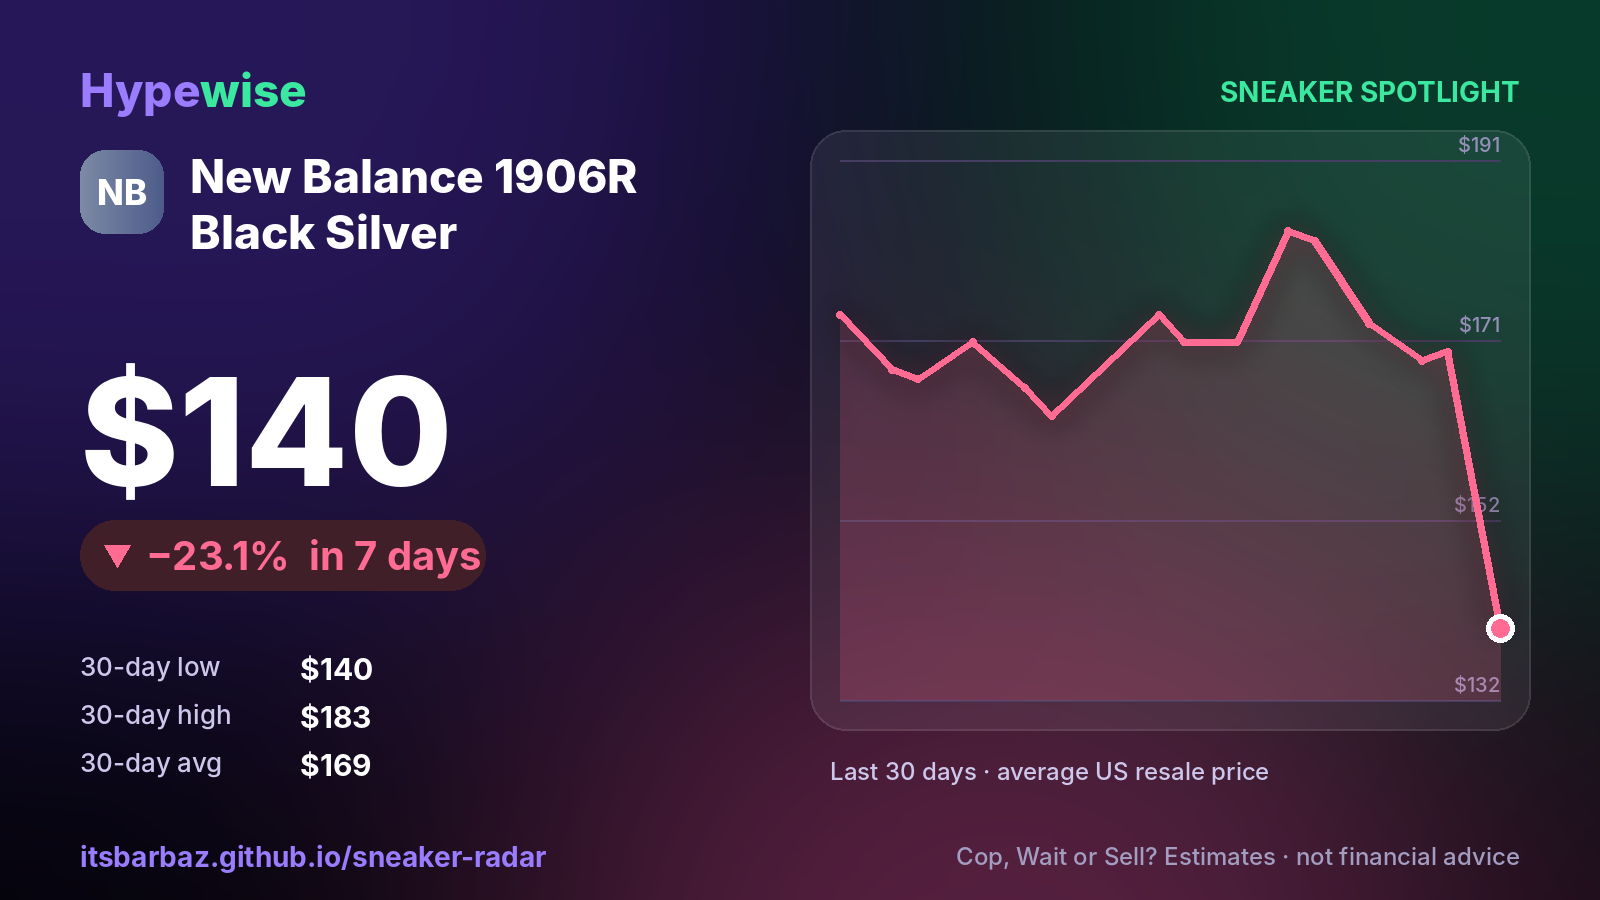 Hypewise
SNEAKER SPOTLIGHT
NB
New Balance 1906R
Black Silver
$140
▼ −23.1% in 7 days
30-day low $140
30-day high $183
30-day avg $169
$191
$171
$152
$132
Last 30 days · average US resale price
itsbarbaz.github.io/sneaker-radar
Cop, Wait or Sell? Estimates · not financial advice